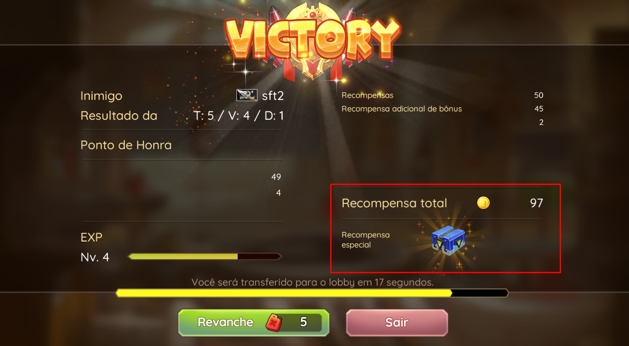 VICTORY
Inimigo sft2
Resultado da T: 5 / V: 4 / D: 1
Ponto de Honra
49
4
EXP
Nv. 4
Recompensas 50
Recompensa adicional de bônus 45
2
Recompensa total 97
Recompensa
especial
Você será transferido para o lobby em 17 segundos.
Revanche 5
Sair